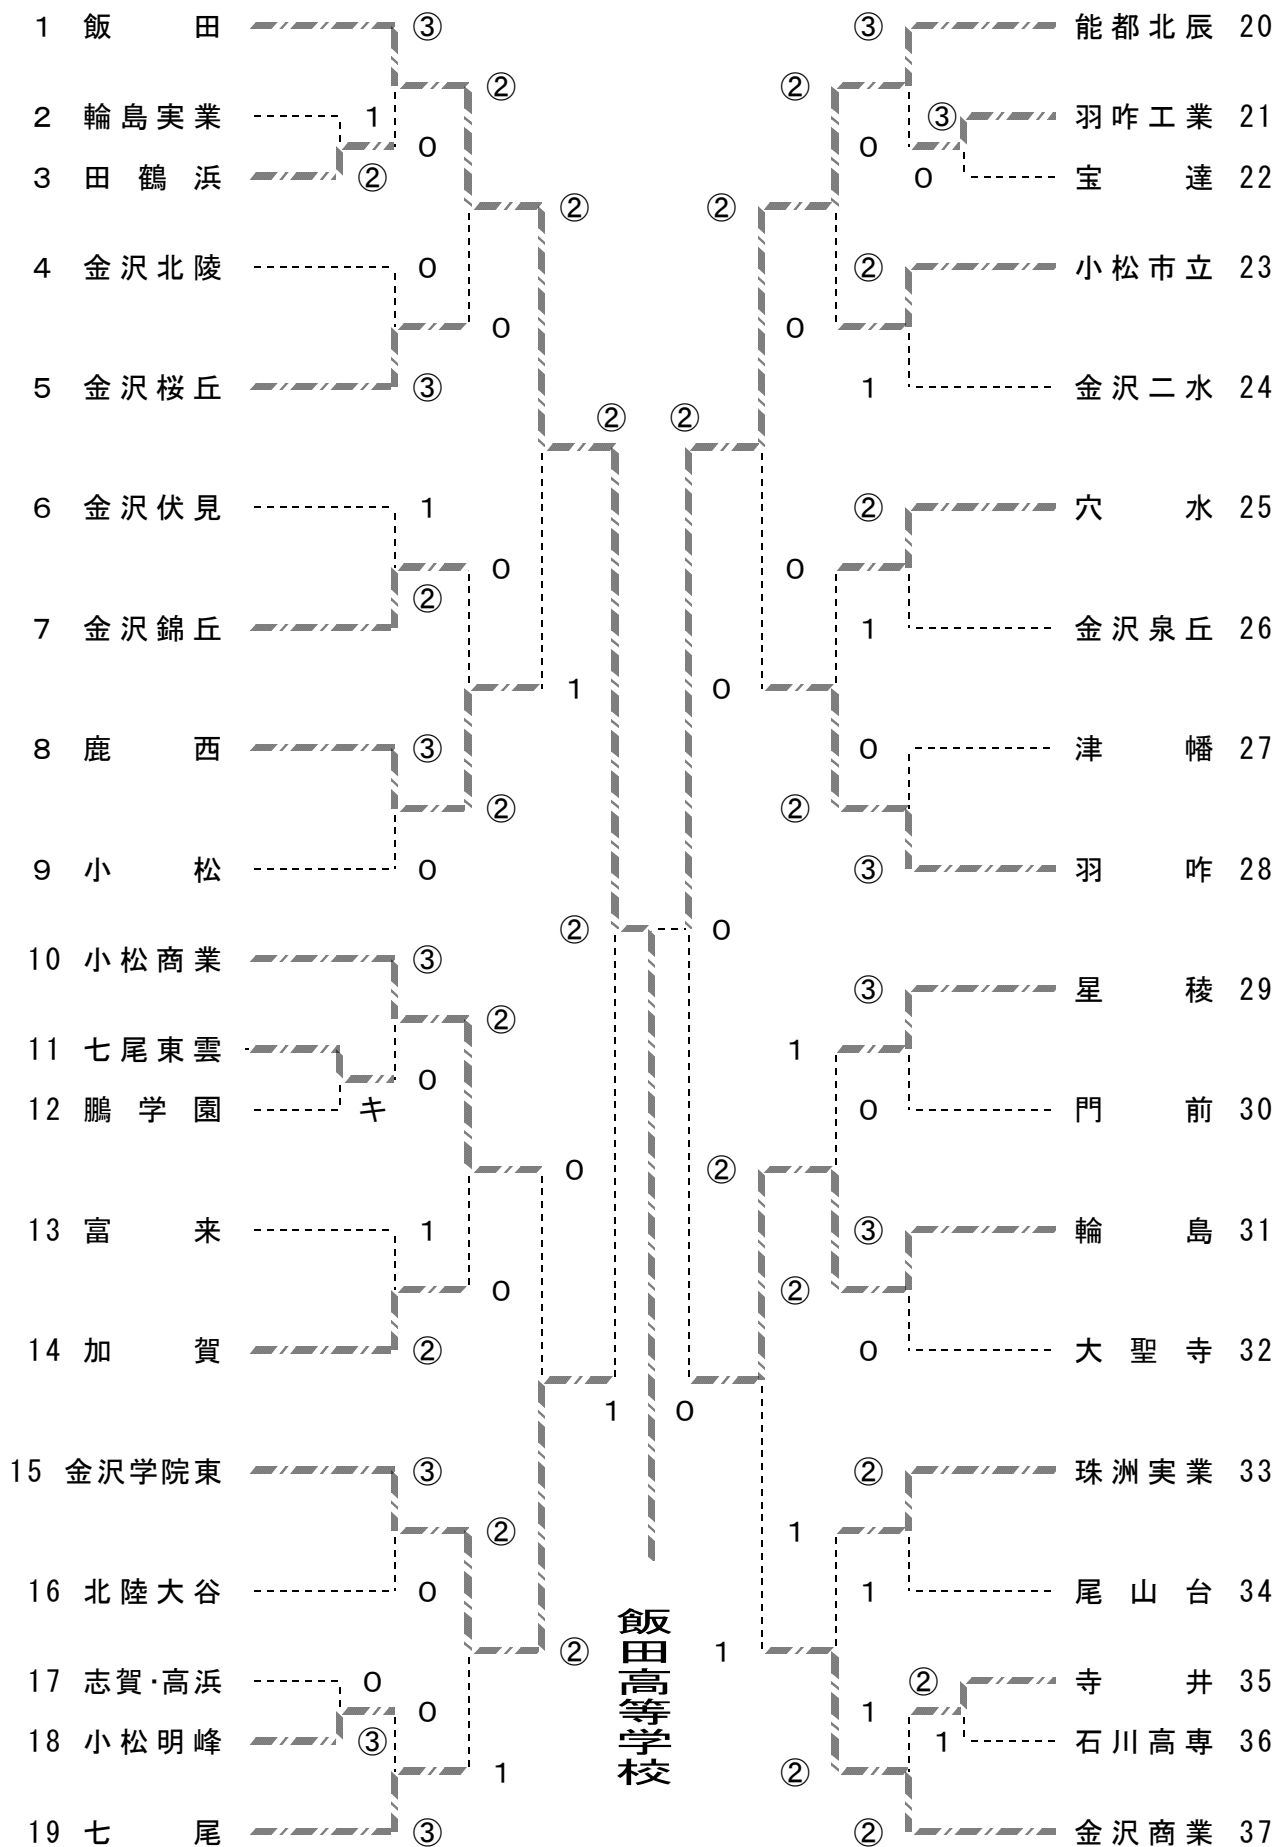 1 飯田 ③
②
2 輪島実業 1
0
3 田鶴浜 ②
②
4 金沢北陵 0
0
5 金沢桜丘 ③
②
6 金沢伏見 1
0
②
7 金沢錦丘
1
8 鹿西 ③
②
9 小松 0
②
10 小松商業 ③
②
11 七尾東雲
0
12 鵬学園 キ
0
13 富来 1
0
14 加賀 ②
1
15 金沢学院東 ③
②
16 北陸大谷 0
②
17 志賀・高浜 0
0
18 小松明峰 ③
1
19 七尾 ③
飯田高等学校
③ 能都北辰 20
②
③ 羽咋工業 21
0
0 宝達 22
②
② 小松市立 23
0
1 金沢二水 24
②
② 穴水 25
0
1 金沢泉丘 26
0
0 津幡 27
②
③ 羽咋 28
0
③ 星稜 29
1
0 門前 30
②
③ 輪島 31
②
0 大聖寺 32
0
② 珠洲実業 33
1
1 尾山台 34
1
② 寺井 35
1
1 石川高専 36
②
② 金沢商業 37